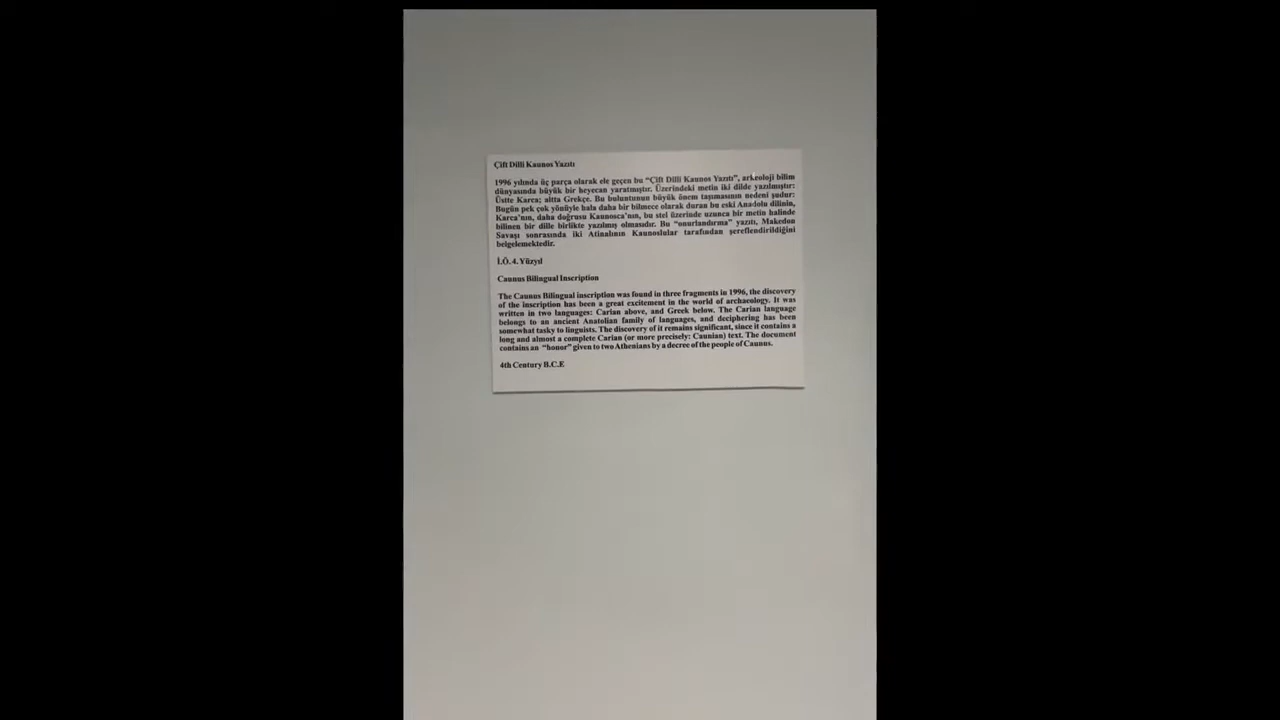 Çift Dilli Kaunos Yazıtı
1996 yılında üç parça olarak ele geçen bu “Çift Dilli Kaunos Yazıtı”, arkeoloji bilim
dünyasında büyük bir heyecan yaratmıştır. Üzerindeki metin iki dilde yazılmıştır:
Üstte Karca; altta Grekçe. Bu buluntunun büyük önem taşımasının nedeni şudur:
Bugün pek çok yönüyle hala daha bir bilmece olarak duran bu eski Anadolu dilinin,
Karca’nın, daha doğrusu Kaunosca’nın, bu stel üzerinde uzunca bir metin halinde
bilinen bir dille birlikte yazılmış olmasıdır. Bu “onurlandırma” yazıtı, Makedon
Savaşı sonrasında iki Atinalının Kaunoslular tarafından şereflendirildiğini
belgelemektedir.
İ.Ö. 4. Yüzyıl
Caunus Bilingual Inscription
The Caunus Bilingual inscription was found in three fragments in 1996, the discovery
of the inscription has been a great excitement in the world of archaeology. It was
written in two languages: Carian above, and Greek below. The Carian language
belongs to an ancient Anatolian family of languages, and deciphering has been
somewhat tasky to linguists. The discovery of it remains significant, since it contains a
long and almost a complete Carian (or more precisely: Caunian) text. The document
contains an “honor” given to two Athenians by a decree of the people of Caunus.
4th Century B.C.E